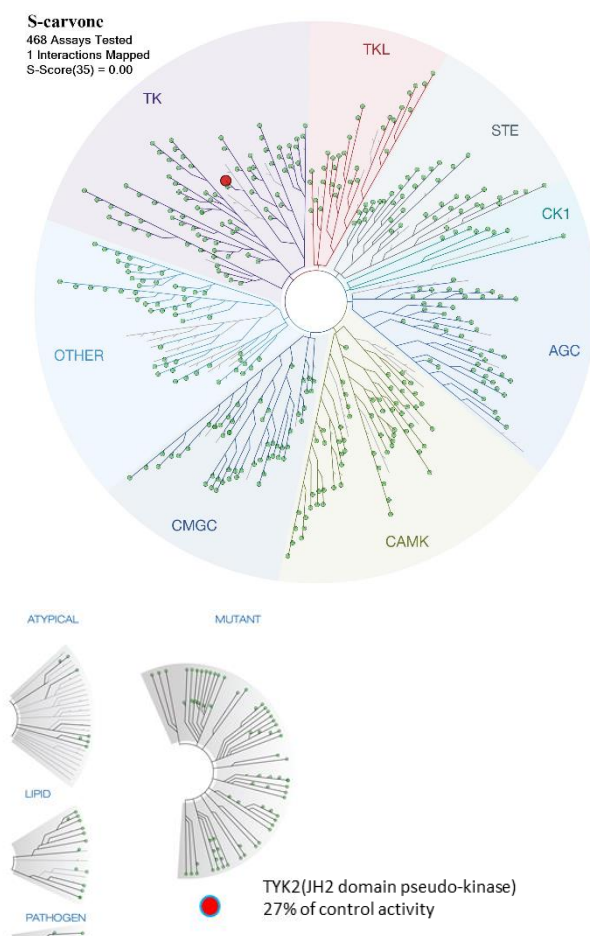 S-carvone
468 Assays Tested
1 Interactions Mapped
S-Score(35) = 0.00
TKL
TK
STE
CK1
OTHER
AGC
CMGC
CAMK
ATYPICAL
MUTANT
LIPID
TYK2(JH2 domain pseudo-kinase)
27% of control activity
PATHOGEN